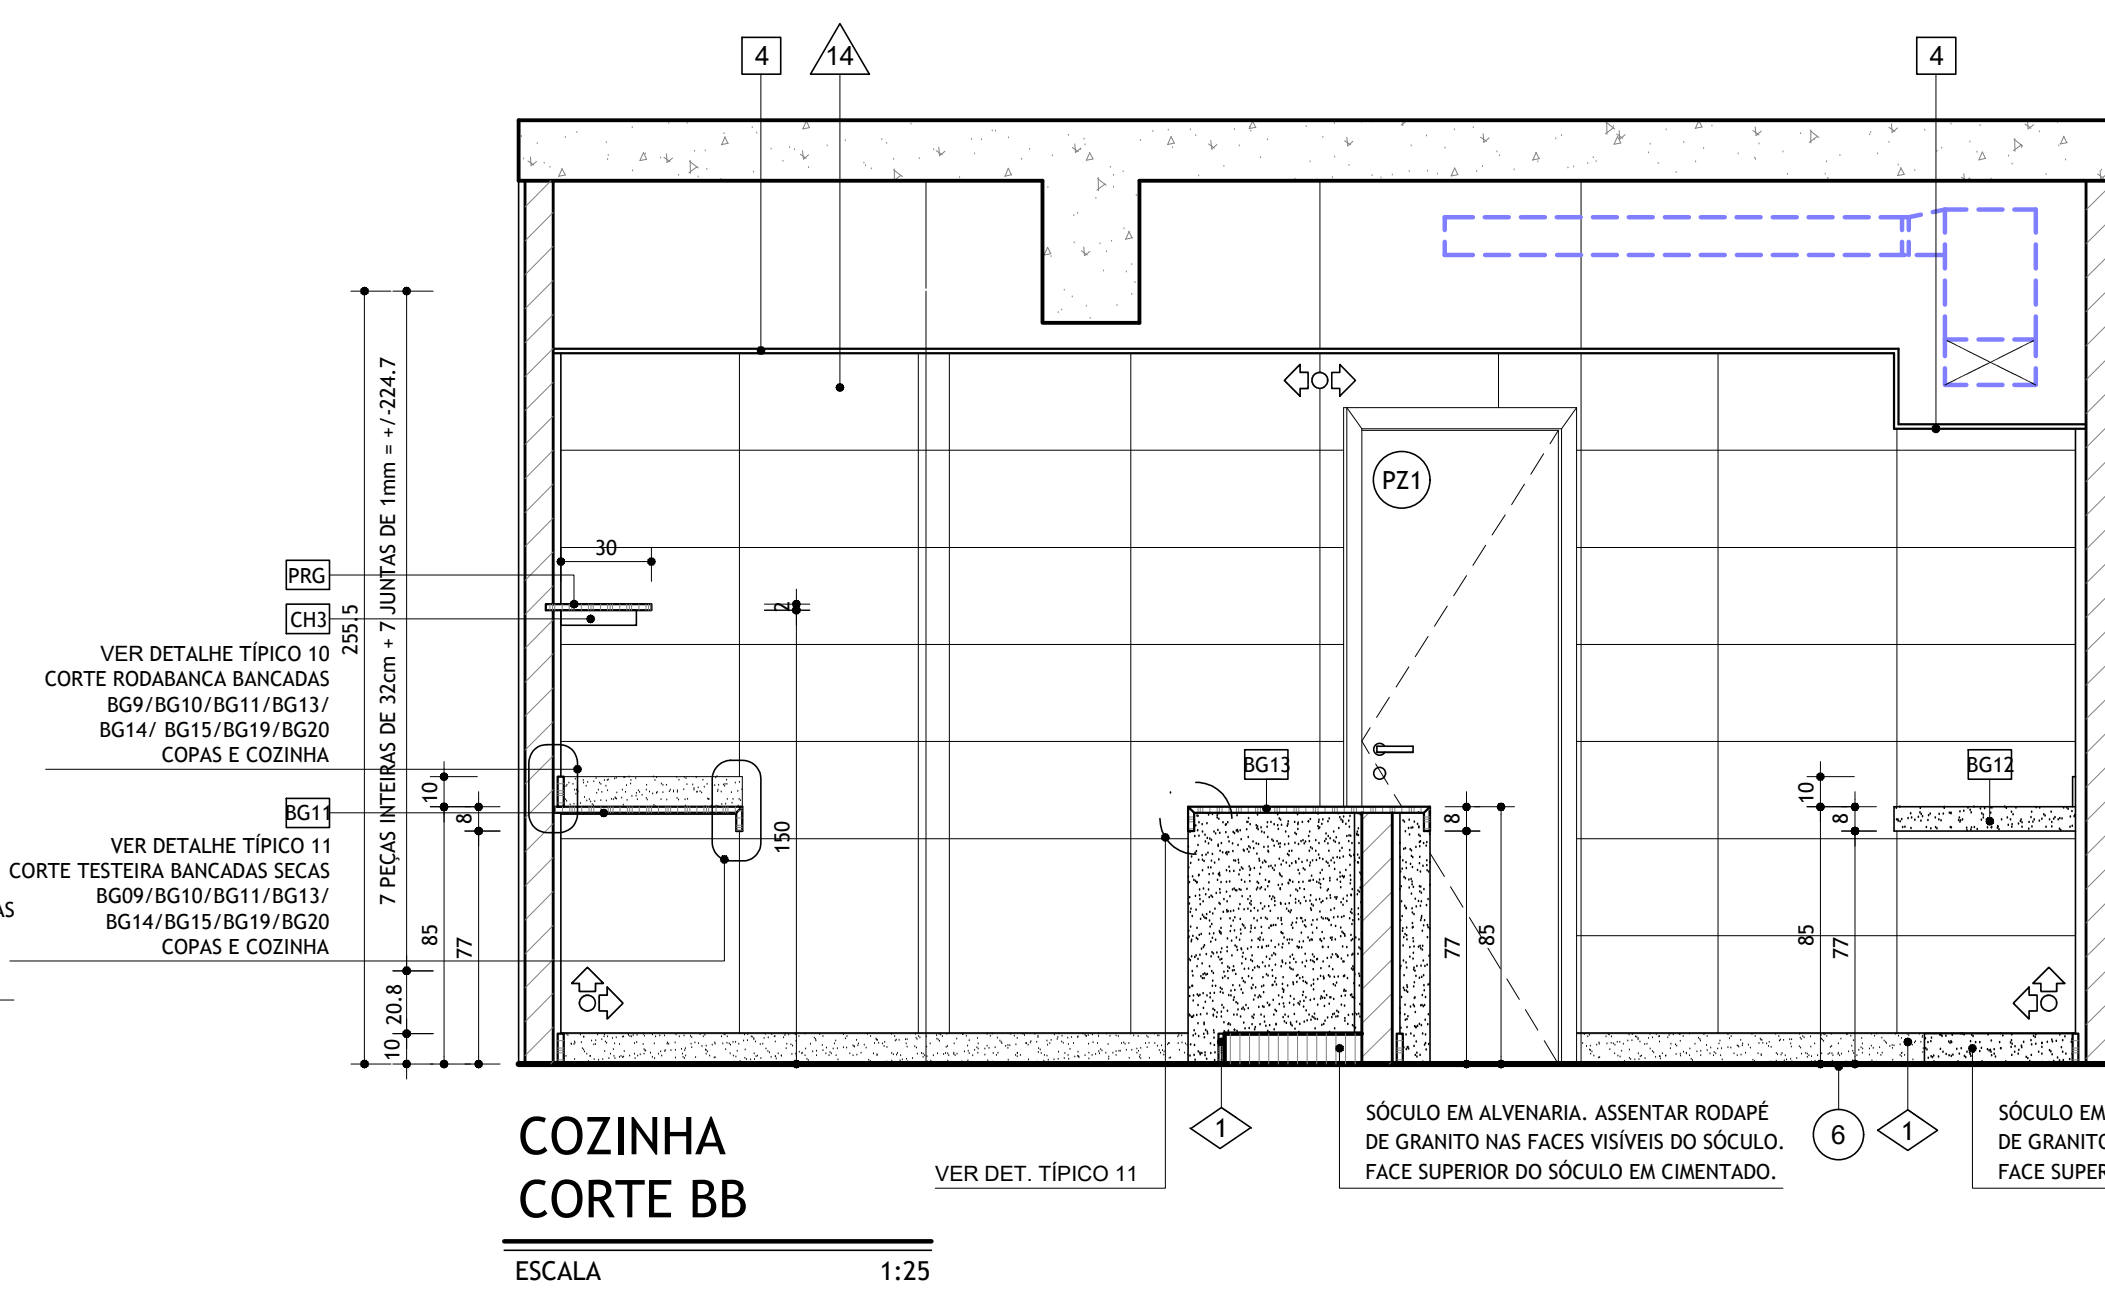 4
14
4
PZ1
30
PRG
CH3
2
255.5
7 PEÇAS INTEIRAS DE 32cm + 7 JUNTAS DE 1mm = +/-224.7
VER DETALHE TÍPICO 10
CORTE RODABANCA BANCADAS
BG9/BG10/BG11/BG13/
BG14/ BG15/BG19/BG20
COPAS E COZINHA
BG13
BG12
10
8
BG11
150
8
10
8
VER DETALHE TÍPICO 11
CORTE TESTEIRA BANCADAS SECAS
BG09/BG10/BG11/BG13/
BG14/BG15/BG19/BG20
COPAS E COZINHA
AS
85
77
77
85
85
77
20.8
10
COZINHA
CORTE BB
ESCALA 1:25
VER DET. TÍPICO 11
1
SÓCULO EM ALVENARIA. ASSENTAR RODAPÉ
DE GRANITO NAS FACES VISÍVEIS DO SÓCULO.
FACE SUPERIOR DO SÓCULO EM CIMENTADO.
6
1
SÓCULO EM
DE GRANITO
FACE SUPER